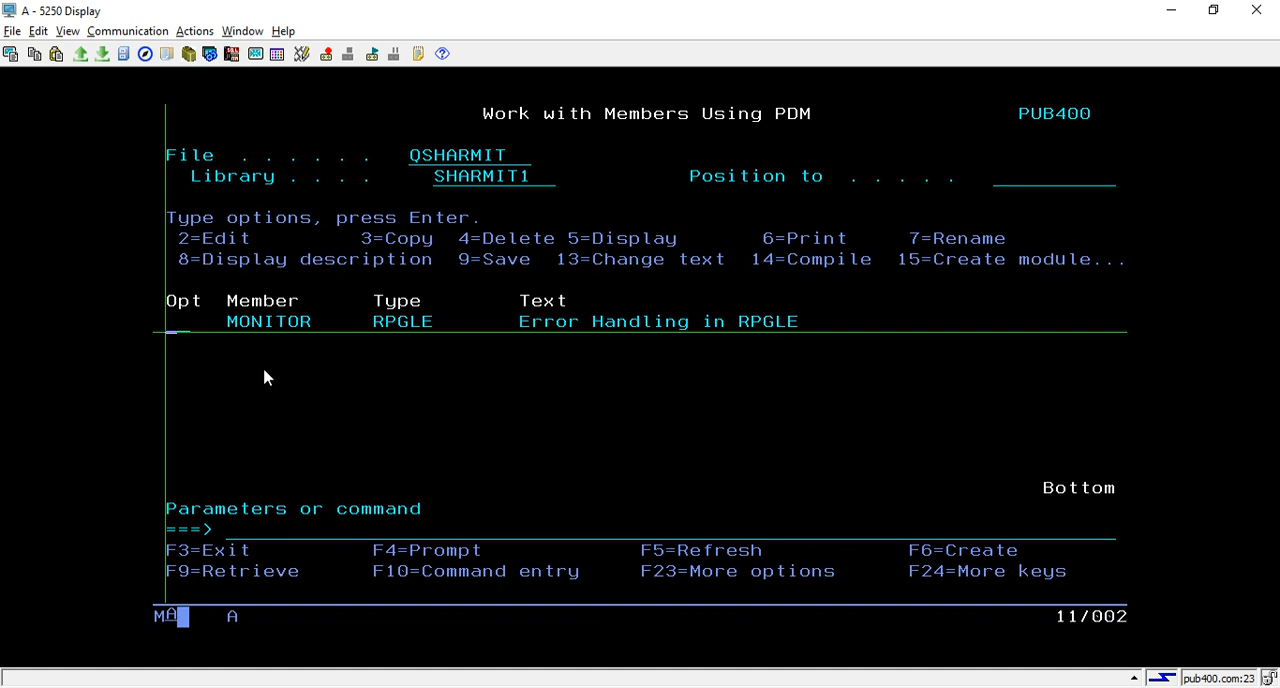 A - 5250 Display
File Edit View Communication Actions Window Help
Work with Members Using PDM PUB400
File . . . . . . QSHARMIT
Library . . . . SHARMIT1 Position to . . . . .
Type options, press Enter.
2=Edit 3=Copy 4=Delete 5=Display 6=Print 7=Rename
8=Display description 9=Save 13=Change text 14=Compile 15=Create module...
Opt Member Type Text
MONITOR RPGLE Error Handling in RPGLE
Bottom
Parameters or command
===>
F3=Exit F4=Prompt F5=Refresh F6=Create
F9=Retrieve F10=Command entry F23=More options F24=More keys
MA A 11/002
pub400.com:23